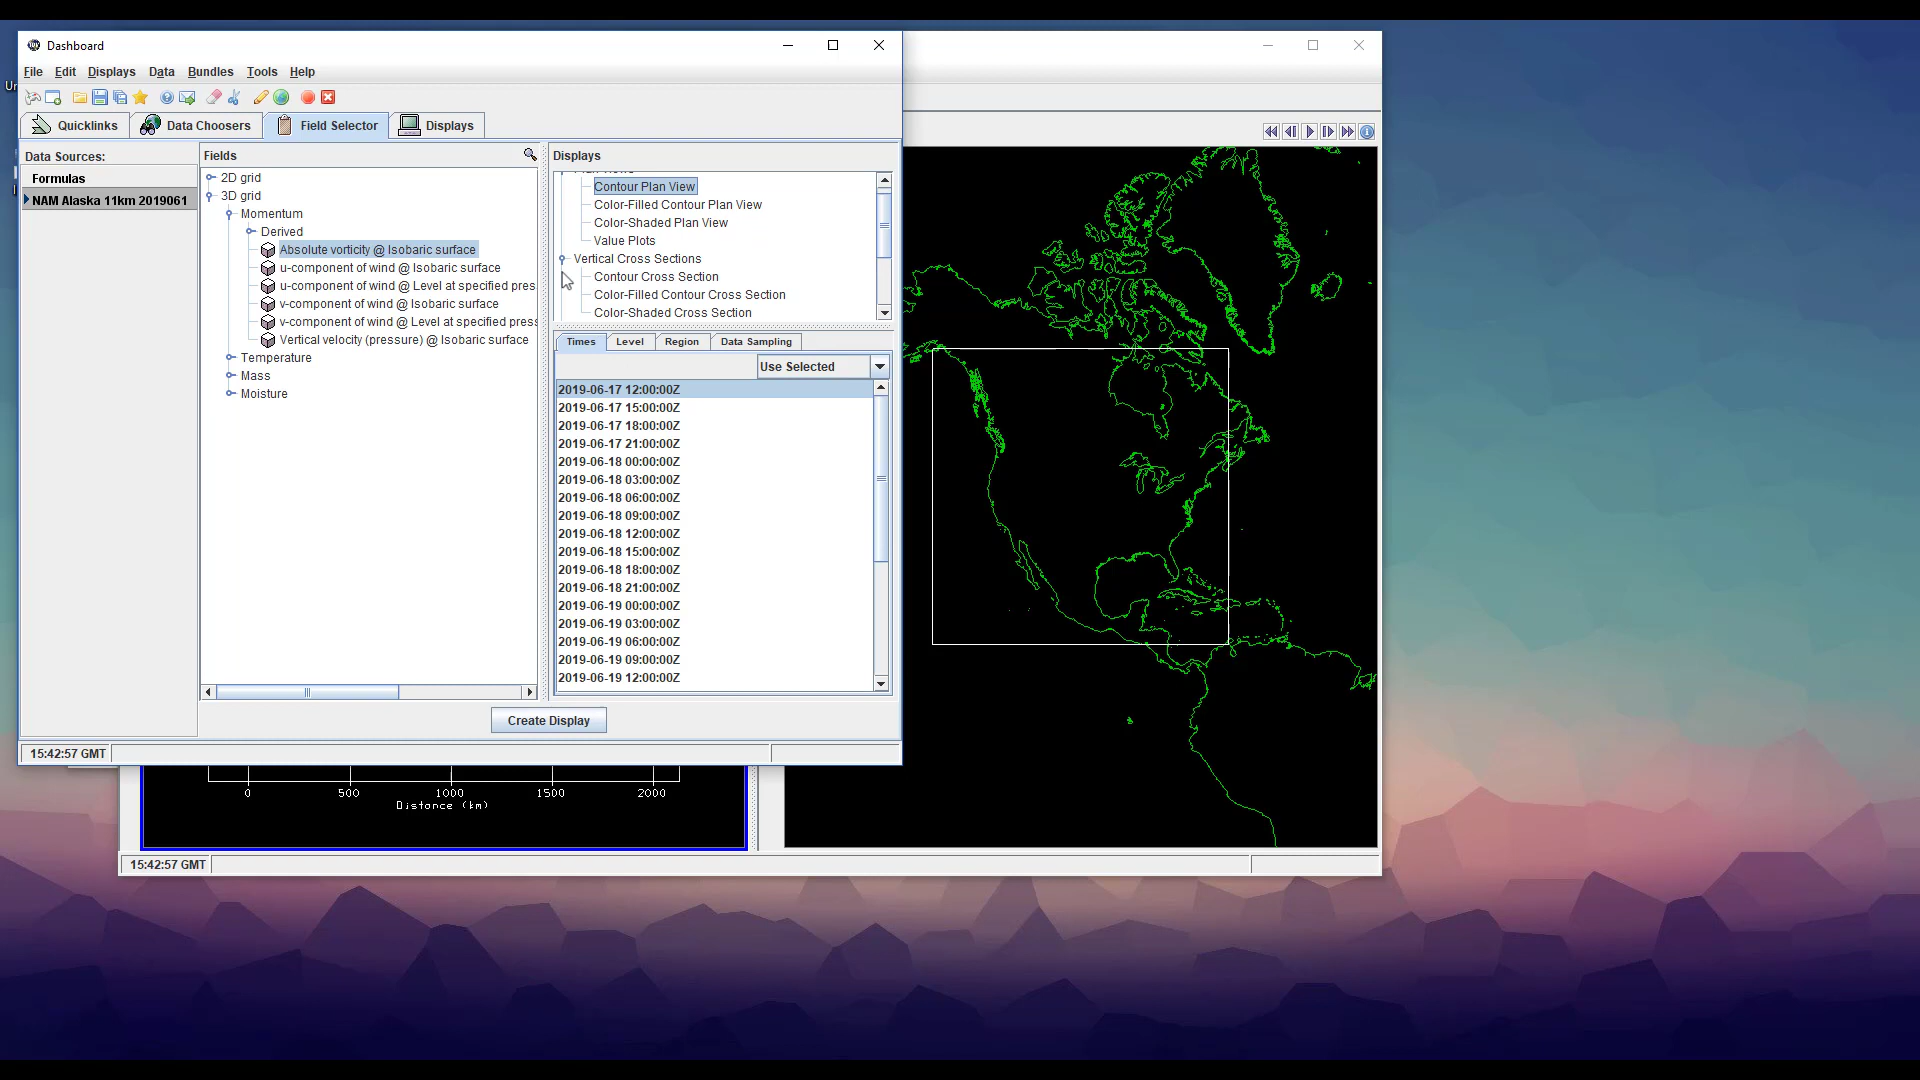 Dashboard
File Edit Displays Data Bundles Tools Help
Quicklinks Data Choosers Field Selector Displays
Data Sources:
Formulas
NAM Alaska 11km 2019061
Fields
2D grid
3D grid
Momentum
Derived
Absolute vorticity @ Isobaric surface
u-component of wind @ Isobaric surface
u-component of wind @ Level at specified pres
v-component of wind @ Isobaric surface
v-component of wind @ Level at specified press
Vertical velocity (pressure) @ Isobaric surface
Temperature
Mass
Moisture
Displays
Contour Plan View
Color-Filled Contour Plan View
Color-Shaded Plan View
Value Plots
Vertical Cross Sections
Contour Cross Section
Color-Filled Contour Cross Section
Color-Shaded Cross Section
Times Level Region Data Sampling
Use Selected
2019-06-17 12:00:00Z
2019-06-17 15:00:00Z
2019-06-17 18:00:00Z
2019-06-17 21:00:00Z
2019-06-18 00:00:00Z
2019-06-18 03:00:00Z
2019-06-18 06:00:00Z
2019-06-18 09:00:00Z
2019-06-18 12:00:00Z
2019-06-18 15:00:00Z
2019-06-18 18:00:00Z
2019-06-18 21:00:00Z
2019-06-19 00:00:00Z
2019-06-19 03:00:00Z
2019-06-19 06:00:00Z
2019-06-19 09:00:00Z
2019-06-19 12:00:00Z
Create Display
15:42:57 GMT
0 500 1000 1500 2000
Distance (km)
15:42:57 GMT